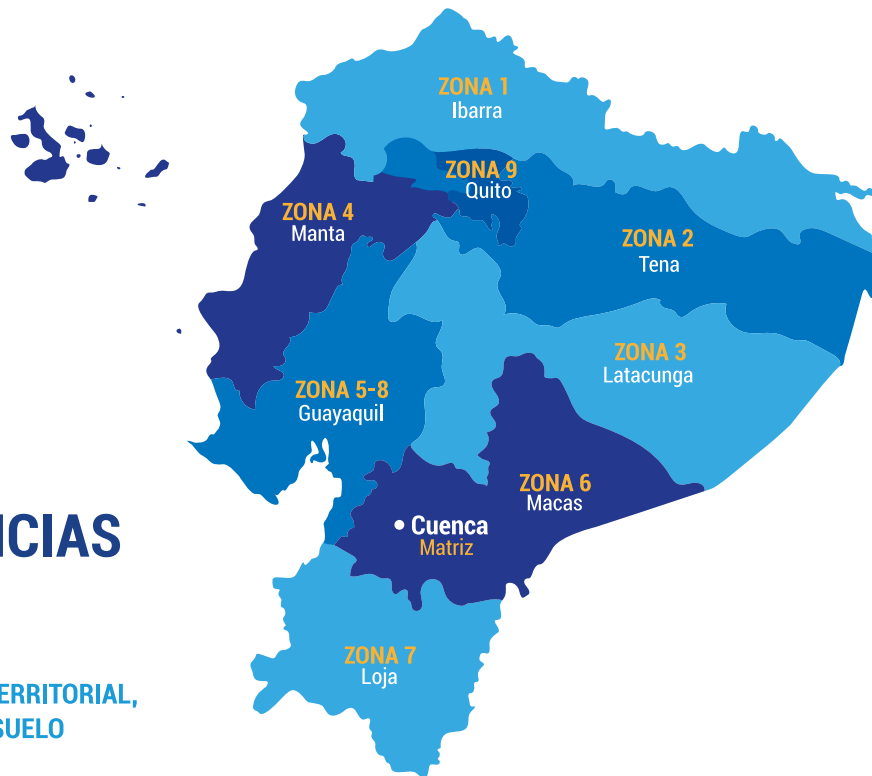 ZONA 1
Ibarra
ZONA 9
Quito
ZONA 4
Manta
ZONA 2
Tena
ZONA 3
Latacunga
ZONA 5-8
Guayaquil
ZONA 6
Macas
Cuenca
Matriz
ICIAS
ZONA 7
Loja
ERRITORIAL,
SUELO